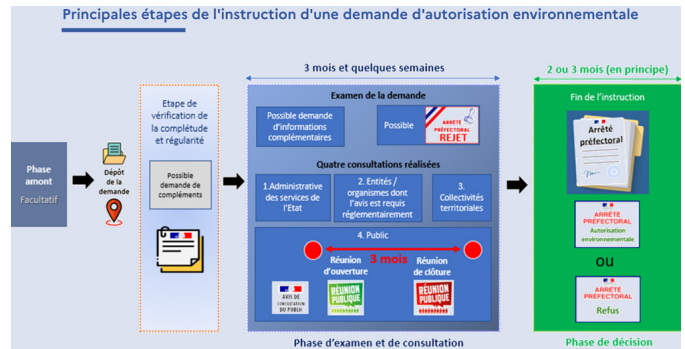 Principales étapes de l'instruction d'une demande d'autorisation environnementale
3 mois et quelques semaines
2 ou 3 mois (en principe)
Phase
amont
Facultatif
Dépôt
de la
demande
Etape de
vérification de
la complétude
et régularité
Possible
demande de
compléments
Examen de la demande
Possible demande
d'informations
complémentaires
Possible
ARRÊTÉ
PRÉFECTORAL
REJET
Quatre consultations réalisées
1.Administrative
des services de
l'Etat
2. Entités /
organismes dont
l'avis est requis
réglementairement
3.
Collectivités
territoriales
4. Public
3 mois
Réunion
d'ouverture
Réunion
de clôture
AVIS DE
CONSULTATION
DU PUBLIC
RÉUNION
PUBLIQUE
RÉUNION
PUBLIQUE
Phase d'examen et de consultation
Fin de l'instruction
Arrêté
préfectoral
ARRÊTÉ
PRÉFECTORAL
Autorisation
environnementale
ou
ARRÊTÉ
PRÉFECTORAL
Refus
Phase de décision